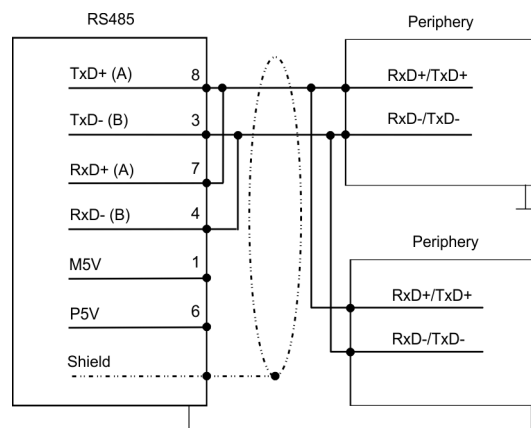 RS485
Periphery
TxD+ (A) 8
RxD+/TxD+
TxD- (B) 3
RxD-/TxD-
RxD+ (A) 7
RxD- (B) 4
M5V 1
Periphery
RxD+/TxD+
P5V 6
RxD-/TxD-
Shield